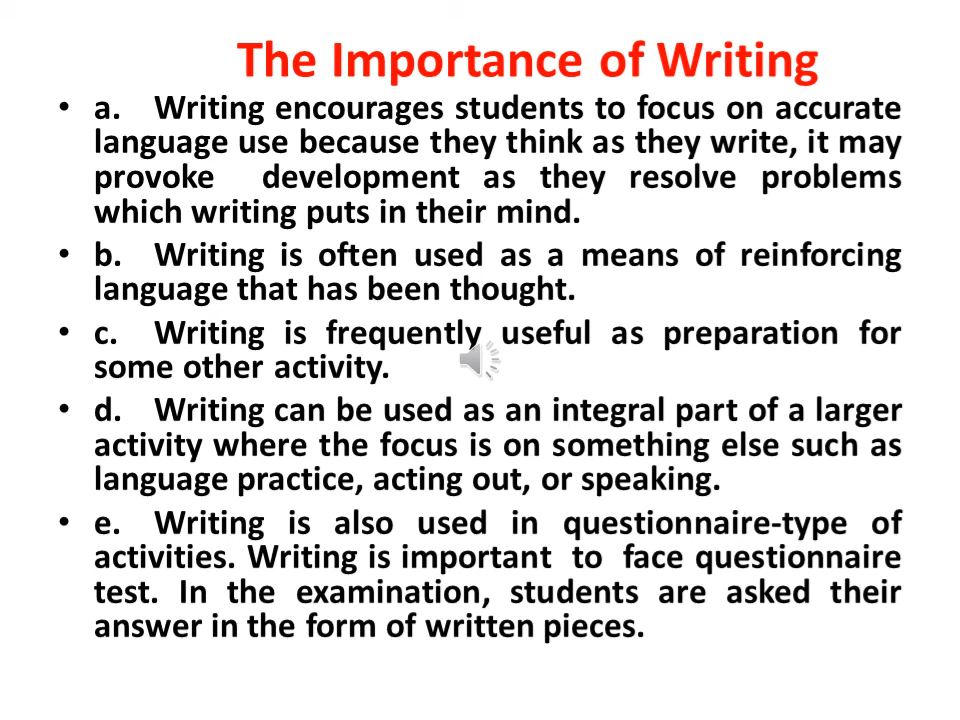 The Importance of Writing
• a. Writing encourages students to focus on accurate
language use because they think as they write, it may
provoke development as they resolve problems
which writing puts in their mind.
• b. Writing is often used as a means of reinforcing
language that has been thought.
• c. Writing is frequently useful as preparation for
some other activity.
• d. Writing can be used as an integral part of a larger
activity where the focus is on something else such as
language practice, acting out, or speaking.
• e. Writing is also used in questionnaire-type of
activities. Writing is important to face questionnaire
test. In the examination, students are asked their
answer in the form of written pieces.